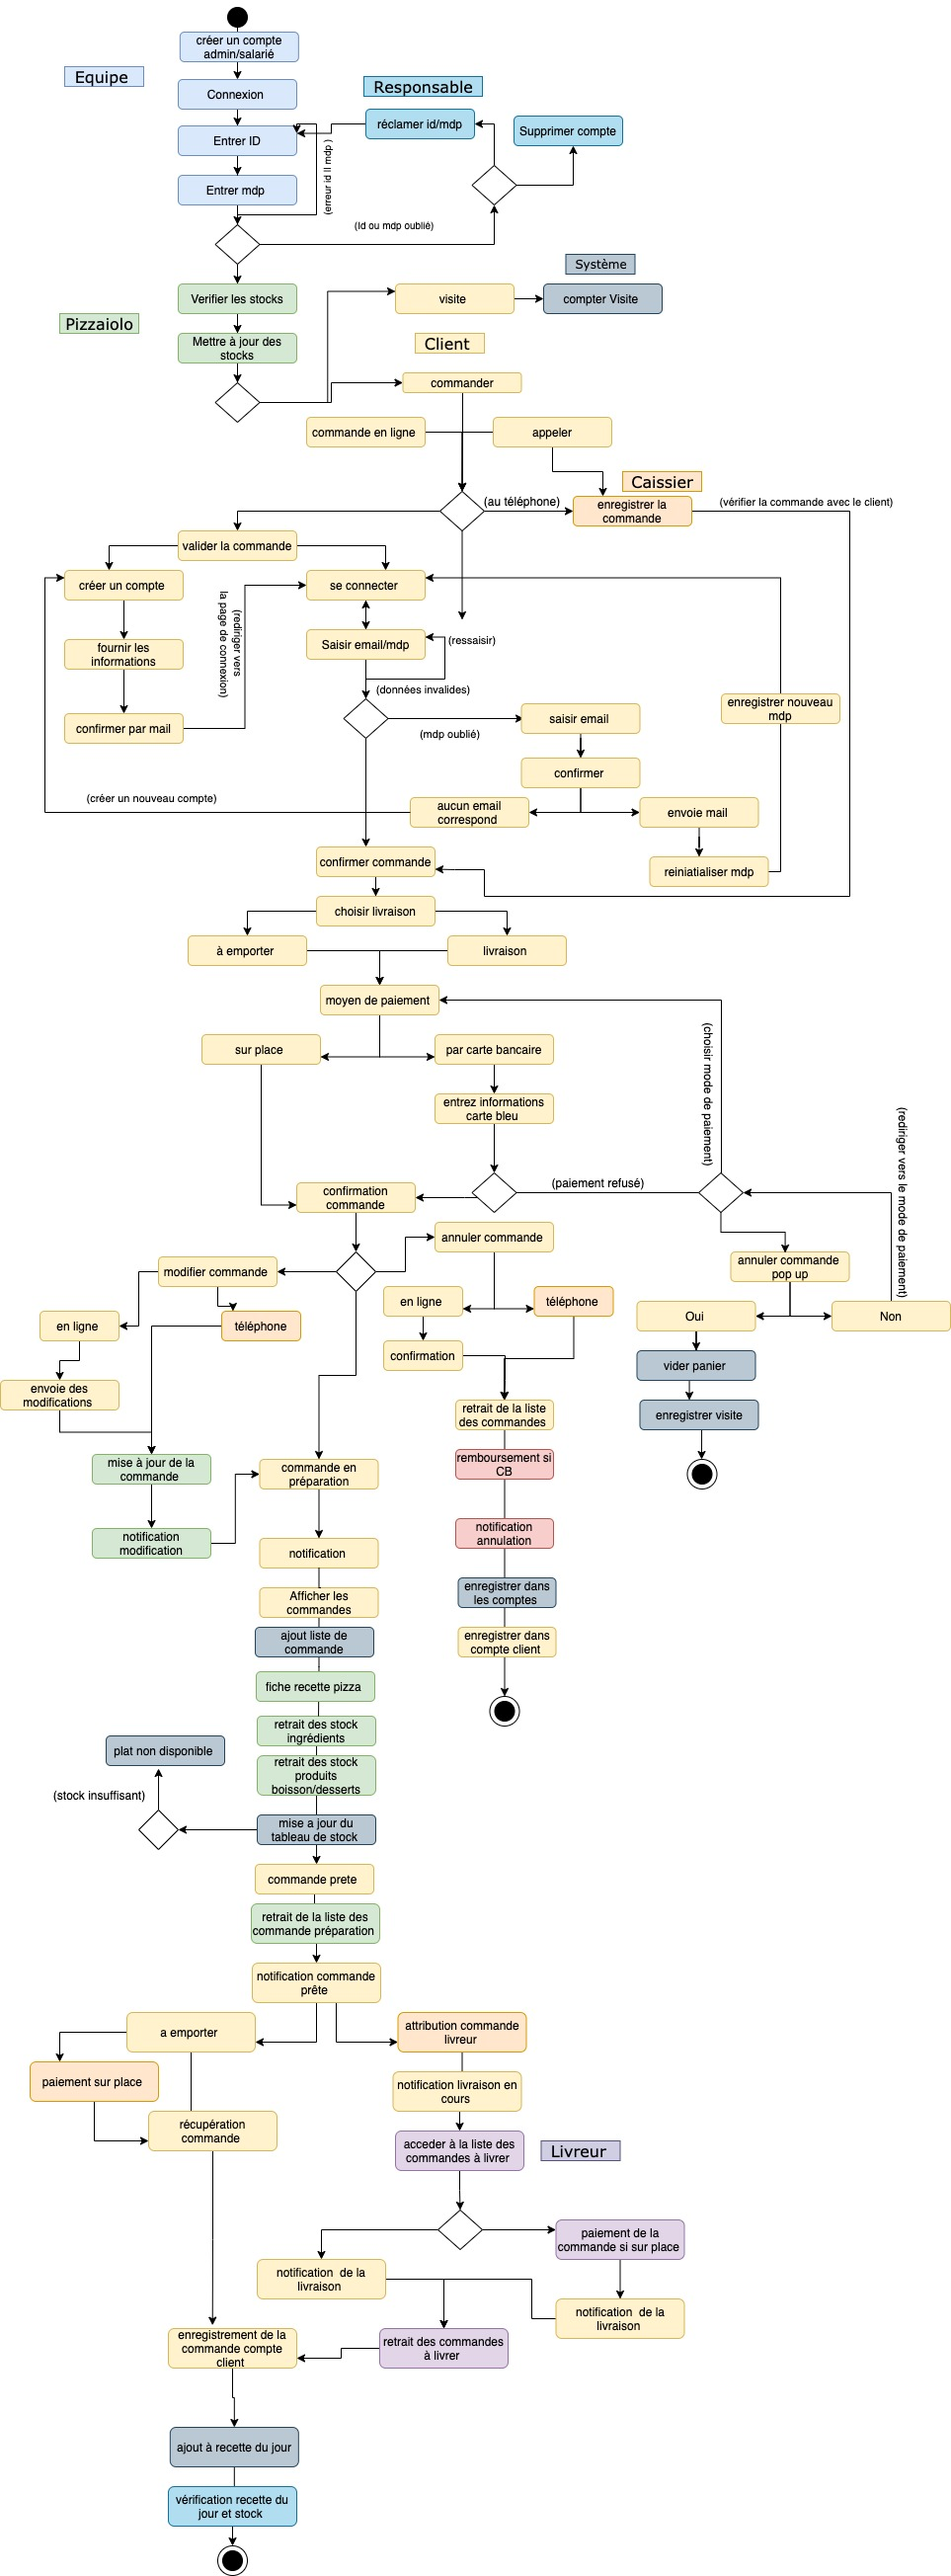 créer un compte
admin/salarié
Equipe
Connexion
Responsable
réclamer id/mdp
Supprimer compte
Entrer ID
(erreur id II mdp )
Entrer mdp
(Id ou mdp oublié)
Système
Verifier les stocks
visite
compter Visite
Pizzaiolo
Mettre à jour des
stocks
Client
commander
commande en ligne
appeler
Caissier
(au téléphone)
enregistrer la
commande
(vérifier la commande avec le client)
valider la commande
créer un compte
se connecter
(rediriger vers
la page de connexion)
fournir les
informations
Saisir email/mdp
(ressaisir)
(données invalides)
enregistrer nouveau
mdp
confirmer par mail
saisir email
(mdp oublié)
confirmer
(créer un nouveau compte)
aucun email
correspond
envoie mail
confirmer commande
reiniatialiser mdp
choisir livraison
à emporter
livraison
moyen de paiement
sur place
par carte bancaire
(choisir mode de paiement)
entrez informations
carte bleu
(rediriger vers le mode de paiement)
(paiement refusé)
confirmation
commande
annuler commande
modifier commande
annuler commande
pop up
en ligne
téléphone
en ligne
téléphone
Oui
Non
confirmation
vider panier
envoie des
modifications
retrait de la liste
des commandes
enregistrer visite
mise à jour de la
commande
commande en
préparation
remboursement si
CB
notification
modification
notification
annulation
notification
Afficher les
commandes
enregistrer dans
les comptes
ajout liste de
commande
enregistrer dans
compte client
fiche recette pizza
retrait des stock
ingrédients
plat non disponible
retrait des stock
produits
boisson/desserts
(stock insuffisant)
mise a jour du
tableau de stock
commande prete
retrait de la liste des
commande préparation
notification commande
prête
a emporter
attribution commande
livreur
paiement sur place
notification livraison en
cours
récupération
commande
acceder à la liste des
commandes à livrer
Livreur
paiement de la
commande si sur place
notification  de la
livraison
notification  de la
livraison
enregistrement de la
commande compte
client
retrait des commandes
à livrer
ajout à recette du jour
vérification recette du
jour et stock